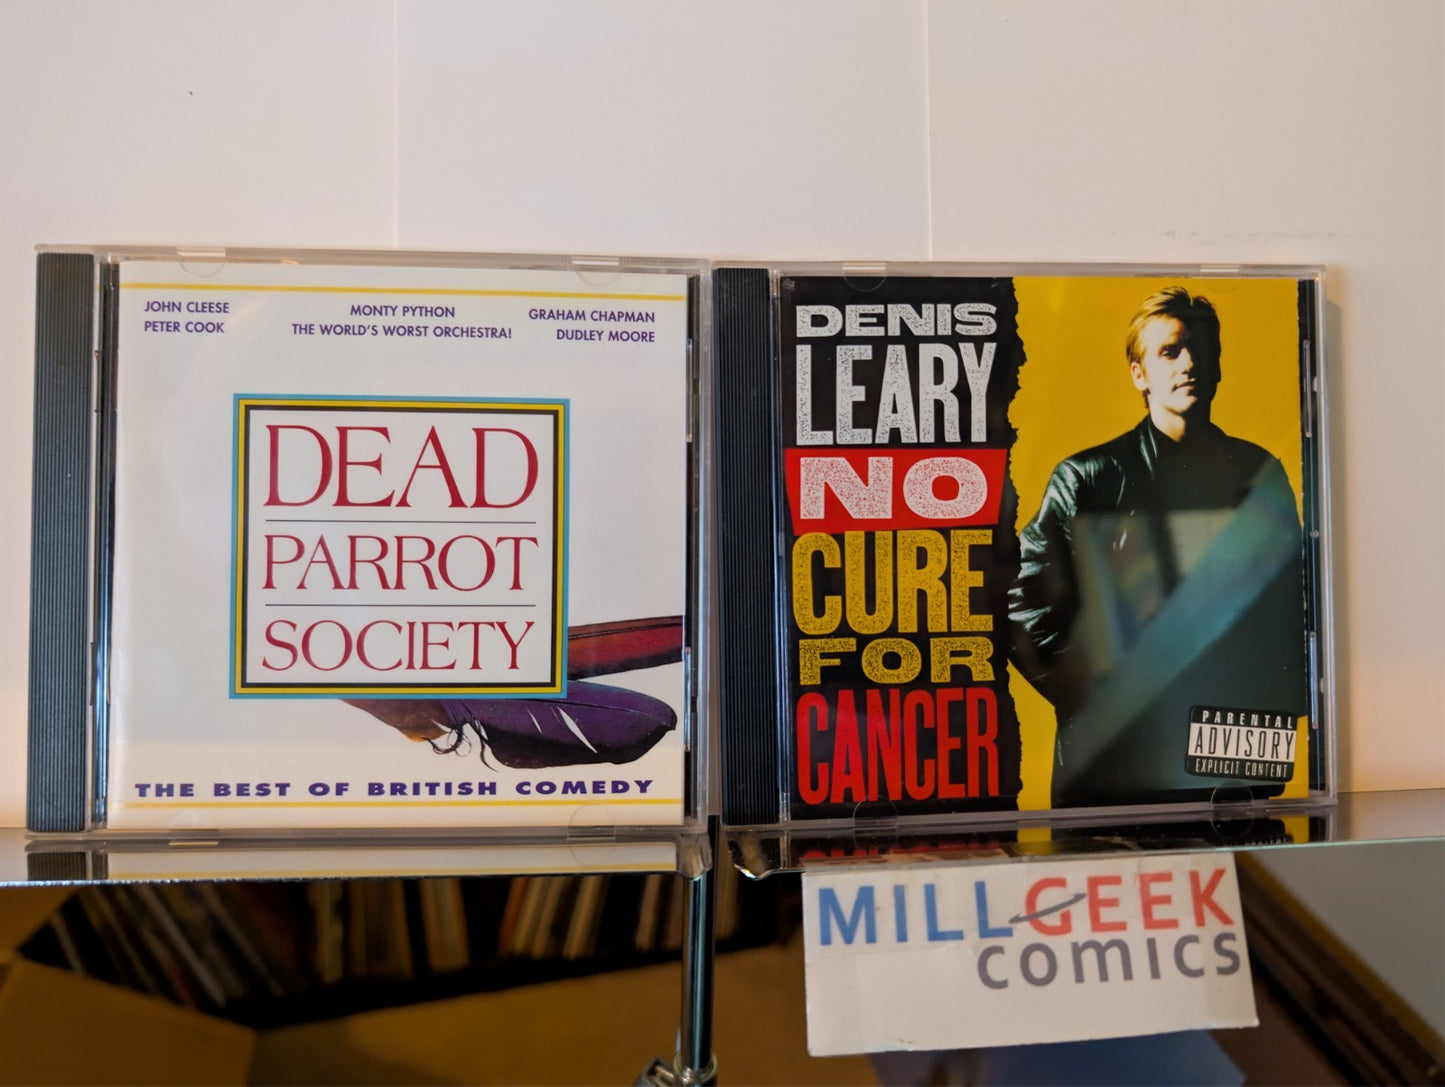 JOHN CLEESE
PETER COOK
MONTY PYTHON
THE WORLD'S WORST ORCHESTRA!
GRAHAM CHAPMAN
DUDLEY MOORE
DEAD
PARROT
SOCIETY
THE BEST OF BRITISH COMEDY
DENIS
LEARY
NO
CURE
FOR
CANCER
PARENTAL
ADVISORY
EXPLICIT CONTENT
MILLGEEK
COMICS